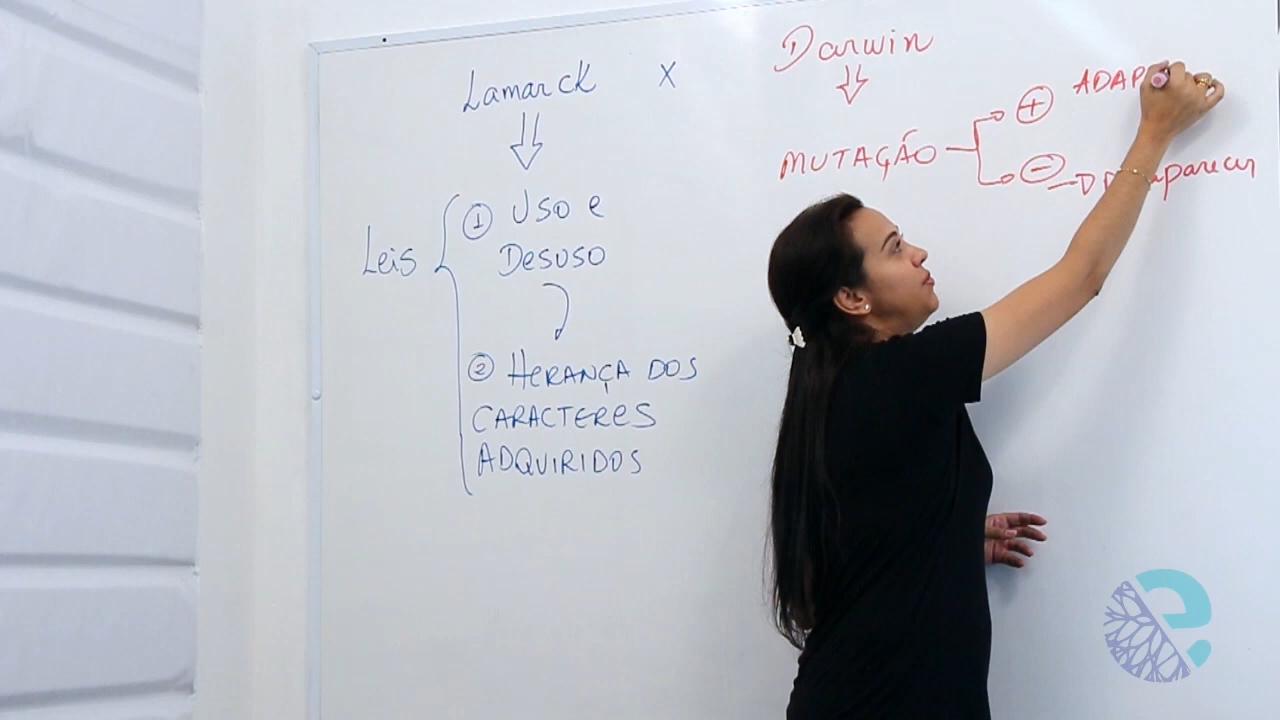 Lamarck x Darwin
Leis
① Uso e
Desuso
② HERANÇA DOS
CARACTERES
ADQUIRIDOS
MUTAÇÃO
+ ADAP
−